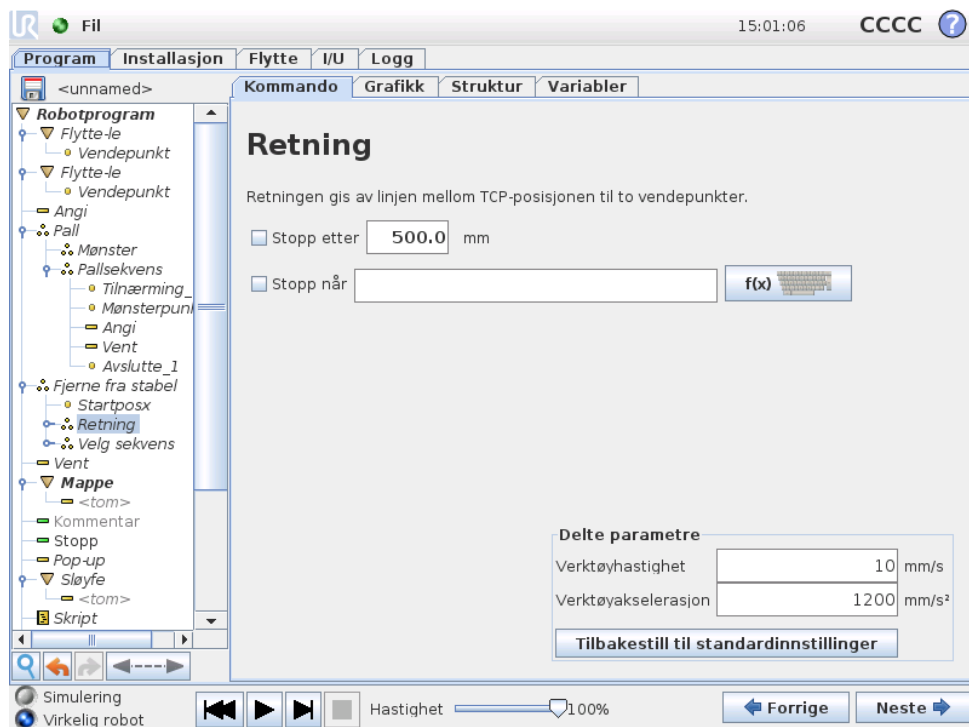 UR Fil 15:01:06 CCCC ?
Program Installasjon Flytte I/U Logg
<unnamed>
Kommando Grafikk Struktur Variabler
Robotprogram
Flytte-le
Vendepunkt
Flytte-le
Vendepunkt
Angi
Pall
Mønster
Pallsekvens
Tilnærming_
Mønsterpun
Angi
Vent
Avslutte_1
Fjerne fra stabel
Startposx
Retning
Velg sekvens
Vent
Mappe
<tom>
Kommentar
Stopp
Pop-up
Sløyfe
<tom>
Skript
Retning
Retningen gis av linjen mellom TCP-posisjonen til to vendepunkter.
Stopp etter 500.0 mm
Stopp når f(x)
Delte parametre
Verktøyhastighet 10 mm/s
Verktøyakselerasjon 1200 mm/s²
Tilbakestill til standardinnstillinger
Simulering
Virkelig robot
Hastighet 100%
Forrige Neste